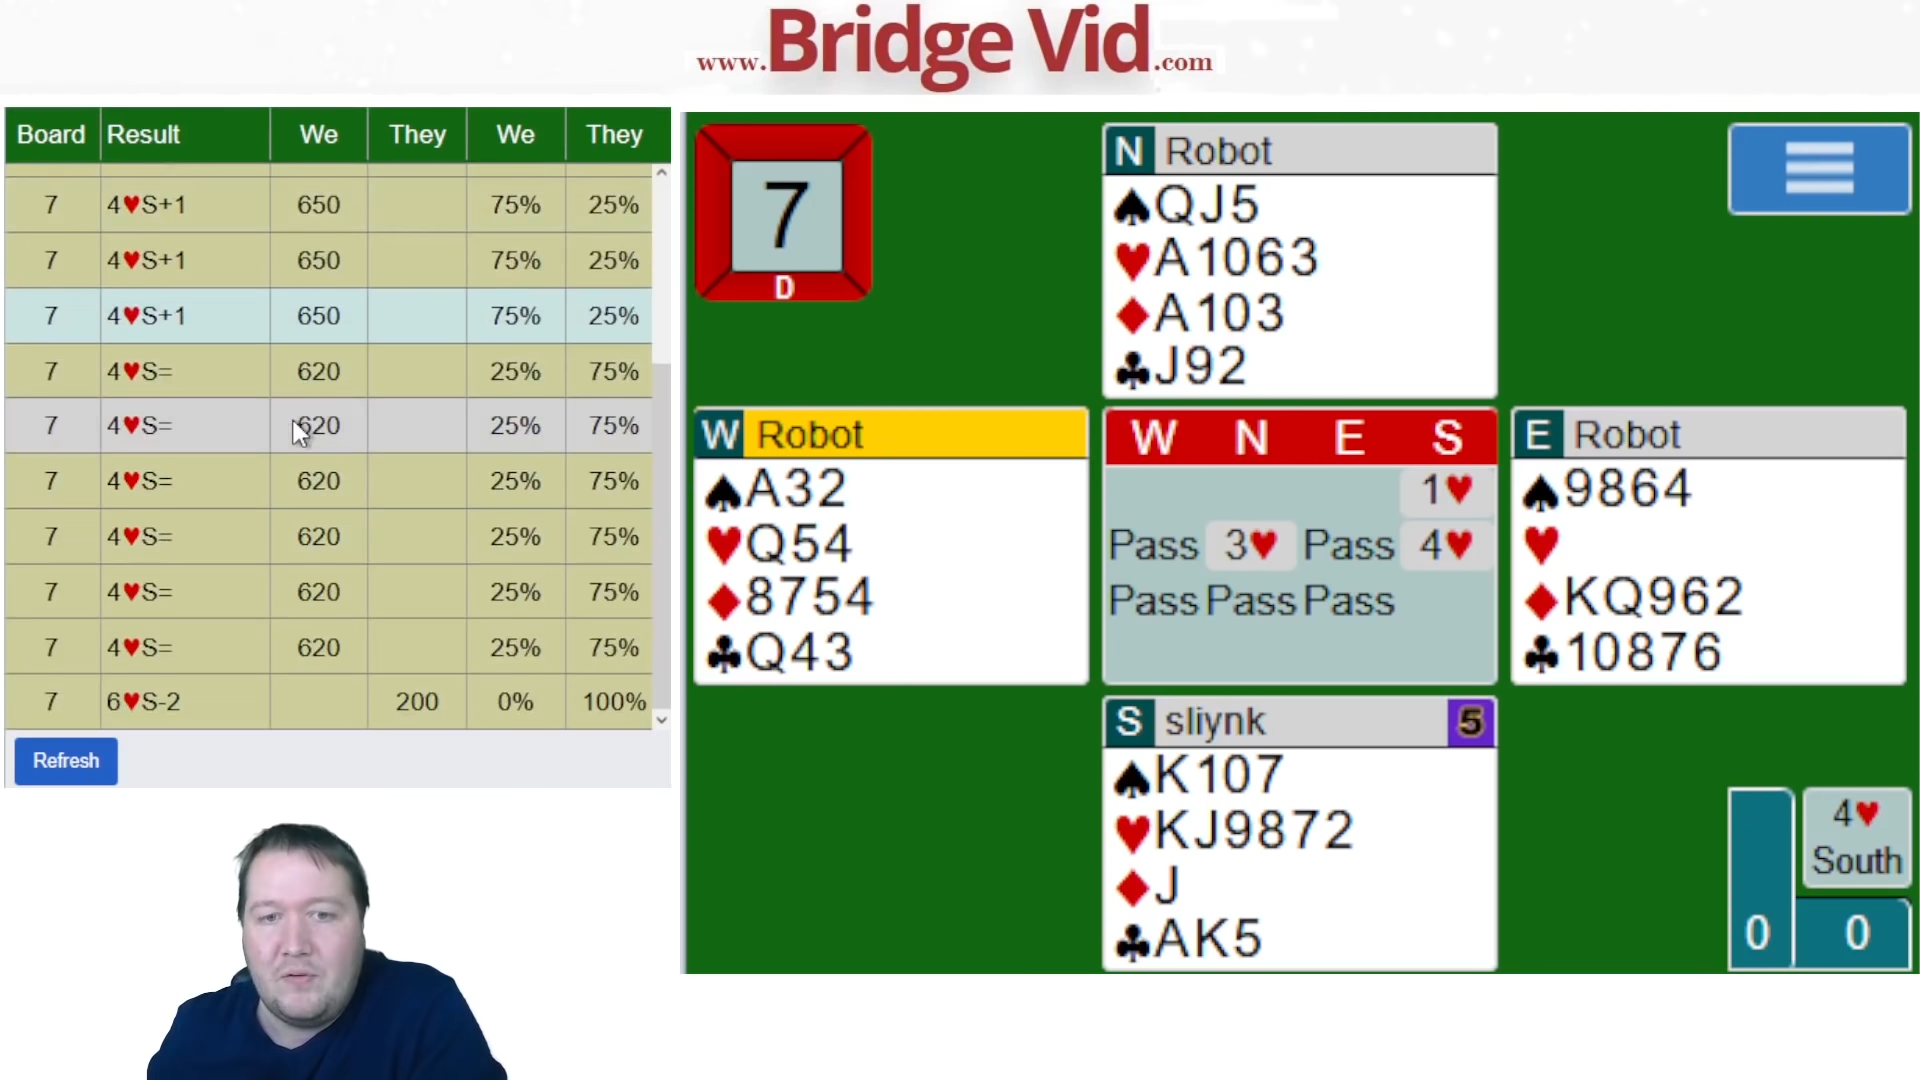 www.Bridge Vid.com
Board Result We They We They
7 4♥S+1 650 75% 25%
7 4♥S+1 650 75% 25%
7 4♥S+1 650 75% 25%
7 4♥S= 620 25% 75%
7 4♥S= 620 25% 75%
7 4♥S= 620 25% 75%
7 4♥S= 620 25% 75%
7 4♥S= 620 25% 75%
7 4♥S= 620 25% 75%
7 6♥S-2 200 0% 100%
Refresh
7
D
N Robot
♠QJ5
♥A1063
♦A103
♣J92
W Robot
♠A32
♥Q54
♦8754
♣Q43
W N E S
1♥
Pass 3♥ Pass 4♥
Pass Pass Pass
E Robot
♠9864
♥
♦KQ962
♣10876
S sliynk 5
♠K107
♥KJ9872
♦J
♣AK5
4♥
South
0 0